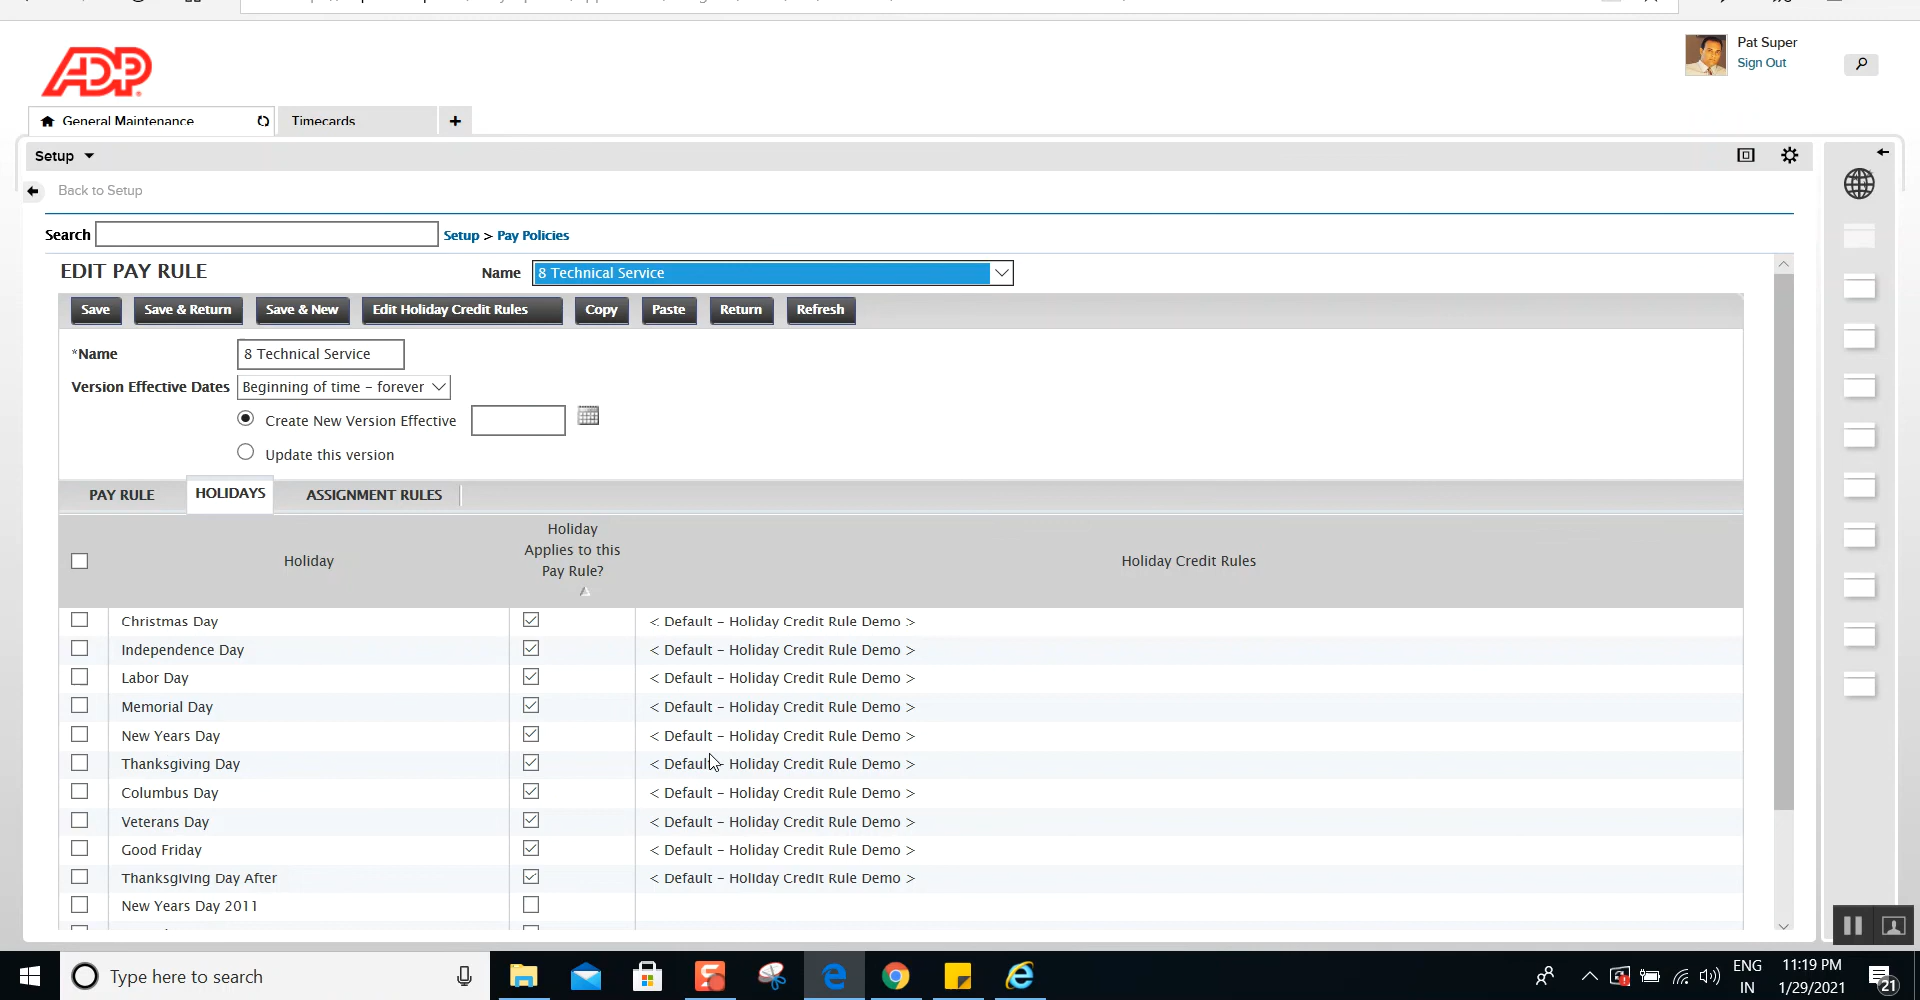 Pat Super
ADP
Sign Out
General Maintenance
Timecards
+
Setup
Back to Setup
Search
Setup > Pay Policies
EDIT PAY RULE
Name
8 Technical Service
Save
Save & Return
Save & New
Edit Holiday Credit Rules
Copy
Paste
Return
Refresh
*Name
8 Technical Service
Version Effective Dates
Beginning of time - forever
Create New Version Effective
Update this version
PAY RULE
HOLIDAYS
ASSIGNMENT RULES
Holiday
Holiday
Applies to this
Pay Rule?
Holiday Credit Rules
Christmas Day
< Default - Holiday Credit Rule Demo >
Independence Day
< Default - Holiday Credit Rule Demo >
Labor Day
< Default - Holiday Credit Rule Demo >
Memorial Day
< Default - Holiday Credit Rule Demo >
New Years Day
< Default - Holiday Credit Rule Demo >
Thanksgiving Day
< Default - Holiday Credit Rule Demo >
Columbus Day
< Default - Holiday Credit Rule Demo >
Veterans Day
< Default - Holiday Credit Rule Demo >
Good Friday
< Default - Holiday Credit Rule Demo >
Thanksgiving Day After
< Default - Holiday Credit Rule Demo >
New Years Day 2011
Type here to search
ENG
IN
11:19 PM
1/29/2021
21